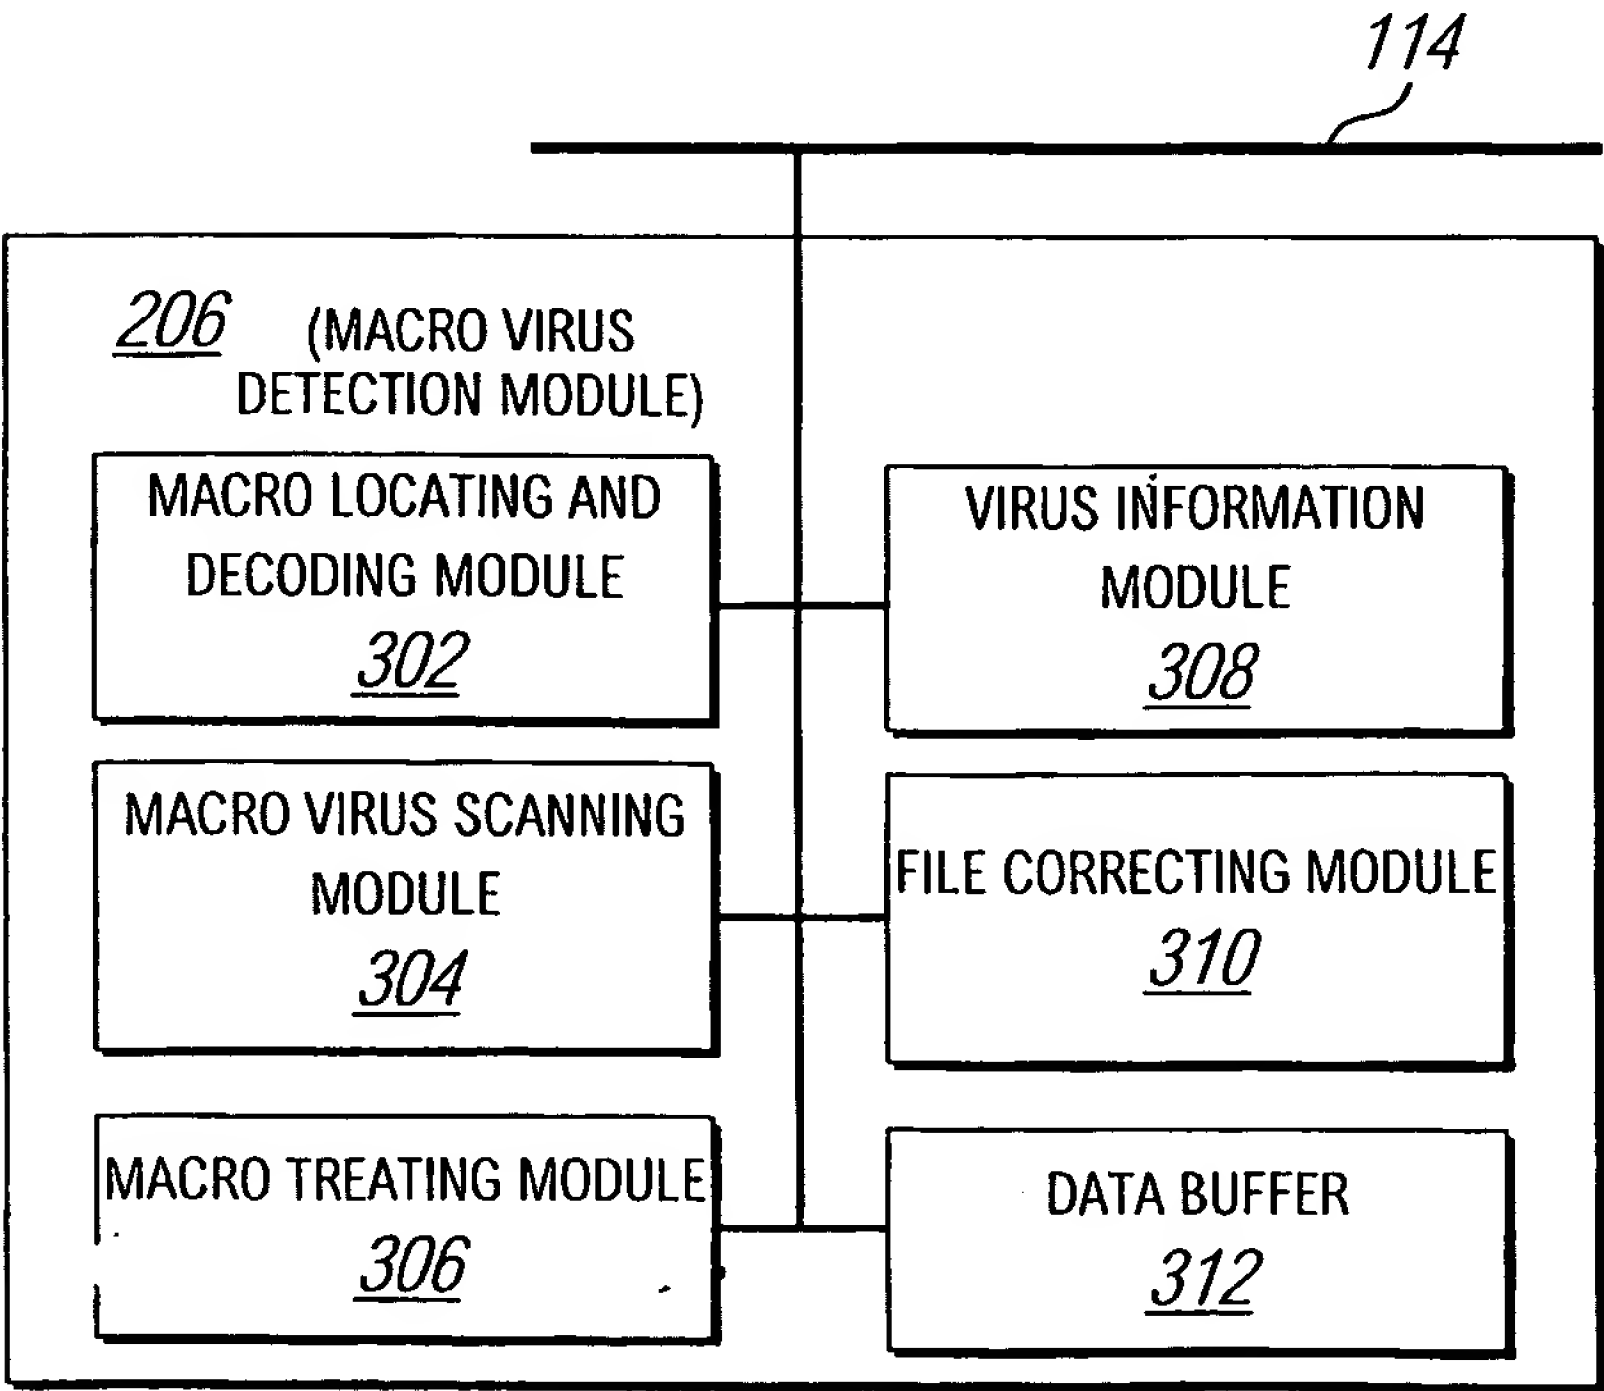 114
206 (MACRO VIRUS
DETECTION MODULE)
MACRO LOCATING AND
DECODING MODULE
302
MACRO VIRUS SCANNING
MODULE
304
MACRO TREATING MODULE
306
VIRUS INFORMATION
MODULE
308
FILE CORRECTING MODULE
310
DATA BUFFER
312